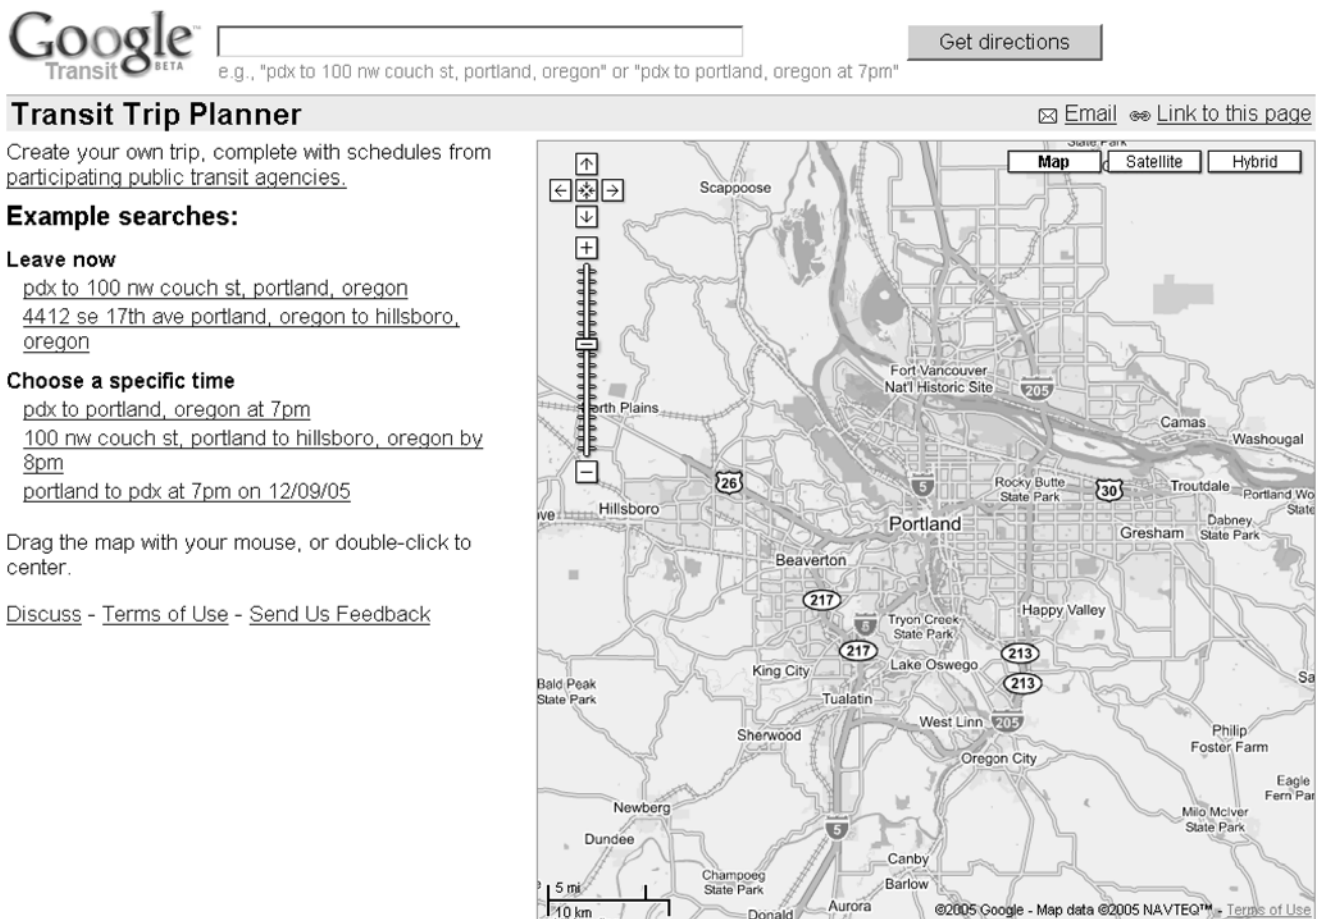 Google
Transit BETA
Get directions
e.g., "pdx to 100 nw couch st, portland, oregon" or "pdx to portland, oregon at 7pm"
Transit Trip Planner
Email
Link to this page
Create your own trip, complete with schedules from
participating public transit agencies.
Example searches:
Leave now
pdx to 100 nw couch st, portland, oregon
4412 se 17th ave portland, oregon to hillsboro,
oregon
Choose a specific time
pdx to portland, oregon at 7pm
100 nw couch st, portland to hillsboro, oregon by
8pm
portland to pdx at 7pm on 12/09/05
Drag the map with your mouse, or double-click to
center.
Discuss - Terms of Use - Send Us Feedback
State Park
Map
Satellite
Hybrid
Scappoose
Fort Vancouver
Nat'l Historic Site
205
orth Plains
Camas
Washougal
26
5
Rocky Butte
State Park
30
Troutdale
Portland Wo
State
Hillsboro
Portland
Gresham
Dabney
State Park
Beaverton
217
Happy Valley
5
Tryon Creek
State Park
217
213
Lake Oswego
King City
213
Bald Peak
State Park
Tualatin
West Linn
205
Sherwood
Philip
Foster Farm
Oregon City
Eagle
Fern Par
Newberg
Milo McIver
State Park
5
Dundee
Canby
Champoeg
State Park
Barlow
5 mi
10 km
Donald
Aurora
©2005 Google - Map data ©2005 NAVTEQ™ - Terms of Use